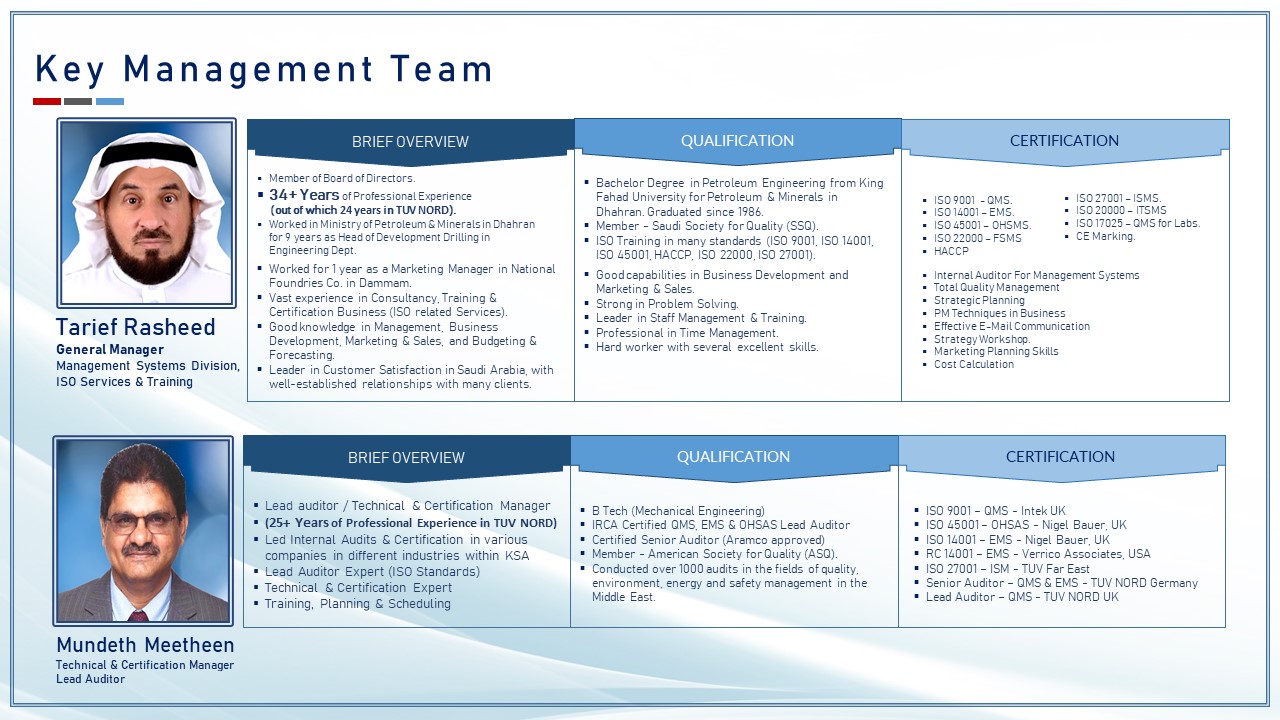 Key Management Team
BRIEF OVERVIEW
▪ Member of Board of Directors.
▪ 34+ Years of Professional Experience
(out of which 24 years in TUV NORD).
▪ Worked in Ministry of Petroleum & Minerals in Dhahran
for 9 years as Head of Development Drilling in
Engineering Dept.
▪ Worked for 1 year as a Marketing Manager in National
Foundries Co. in Dammam.
▪ Vast experience in Consultancy, Training &
Certification Business (ISO related Services).
▪ Good knowledge in Management, Business
Development, Marketing & Sales, and Budgeting &
Forecasting.
▪ Leader in Customer Satisfaction in Saudi Arabia, with
well-established relationships with many clients.
QUALIFICATION
▪ Bachelor Degree in Petroleum Engineering from King
Fahad University for Petroleum & Minerals in
Dhahran. Graduated since 1986.
▪ Member - Saudi Society for Quality (SSQ).
▪ ISO Training in many standards (ISO 9001, ISO 14001,
ISO 45001, HACCP, ISO 22000, ISO 27001).
▪ Good capabilities in Business Development and
Marketing & Sales.
▪ Strong in Problem Solving.
▪ Leader in Staff Management & Training.
▪ Professional in Time Management.
▪ Hard worker with several excellent skills.
CERTIFICATION
▪ ISO 9001 - QMS.
▪ ISO 14001 – EMS.
▪ ISO 45001 – OHSMS.
▪ ISO 22000 – FSMS
▪ HACCP
▪ ISO 27001 – ISMS.
▪ ISO 20000 – ITSMS
▪ ISO 17025 – QMS for Labs.
▪ CE Marking.
▪ Internal Auditor For Management Systems
▪ Total Quality Management
▪ Strategic Planning
▪ PM Techniques in Business
▪ Effective E-Mail Communication
▪ Strategy Workshop.
▪ Marketing Planning Skills
▪ Cost Calculation
Tarief Rasheed
General Manager
Management Systems Division,
ISO Services & Training
BRIEF OVERVIEW
▪ Lead auditor / Technical & Certification Manager
▪ (25+ Years of Professional Experience in TUV NORD)
▪ Led Internal Audits & Certification in various
companies in different industries within KSA
▪ Lead Auditor Expert (ISO Standards)
▪ Technical & Certification Expert
▪ Training, Planning & Scheduling
QUALIFICATION
▪ B Tech (Mechanical Engineering)
▪ IRCA Certified QMS, EMS & OHSAS Lead Auditor
▪ Certified Senior Auditor (Aramco approved)
▪ Member - American Society for Quality (ASQ).
▪ Conducted over 1000 audits in the fields of quality,
environment, energy and safety management in the
Middle East.
CERTIFICATION
▪ ISO 9001 – QMS - Intek UK
▪ ISO 45001 – OHSAS - Nigel Bauer, UK
▪ ISO 14001 – EMS - Nigel Bauer, UK
▪ RC 14001 – EMS - Verrico Associates, USA
▪ ISO 27001 – ISM - TUV Far East
▪ Senior Auditor – QMS & EMS - TUV NORD Germany
▪ Lead Auditor – QMS - TUV NORD UK
Mundeth Meetheen
Technical & Certification Manager
Lead Auditor